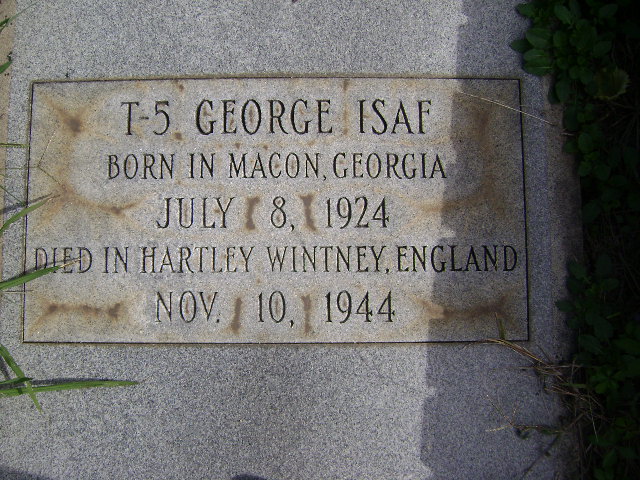 T-5 GEORGE ISAF
BORN IN MACON, GEORGIA
JULY 8, 1924
DIED IN HARTLEY WINTNEY, ENGLAND
NOV. 10, 1944